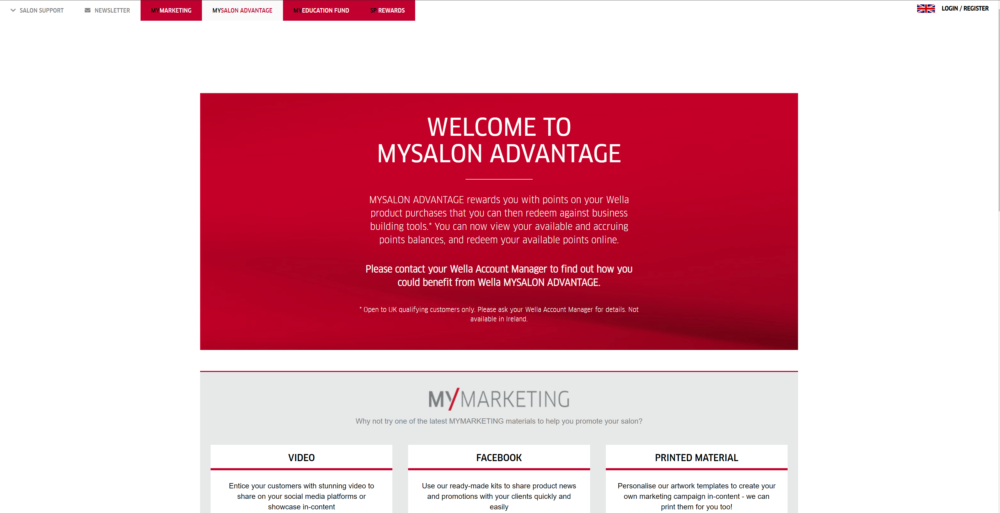 SALON SUPPORT
NEWSLETTER
MYMARKETING
MYSALON ADVANTAGE
MYEDUCATION FUND
SP REWARDS
LOGIN / REGISTER
WELCOME TO
MYSALON ADVANTAGE
MYSALON ADVANTAGE rewards you with points on your Wella
product purchases that you can then redeem against business
building tools.* You can now view your available and accruing
points balances, and redeem your available points online.
Please contact your Wella Account Manager to find out how you
could benefit from Wella MYSALON ADVANTAGE.
* Open to UK qualifying customers only. Please ask your Wella Account Manager for details. Not
available in Ireland.
MY/MARKETING
Why not try one of the latest MYMARKETING materials to help you promote your salon?
VIDEO
Entice your customers with stunning video to
share on your social media platforms or
showcase in-content
FACEBOOK
Use our ready-made kits to share product news
and promotions with your clients quickly and
easily
PRINTED MATERIAL
Personalise our artwork templates to create your
own marketing campaign in-content - we can
print them for you too!